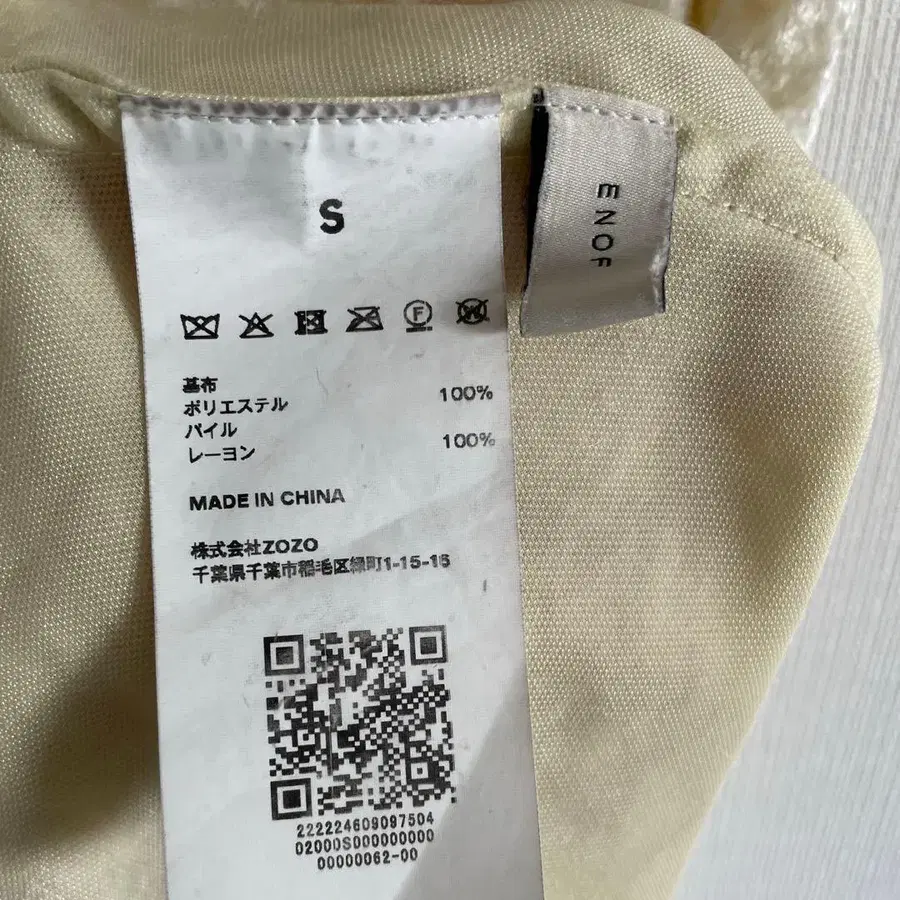 S
ENOF
F
W
基布
ポリエステル 100%
パイル
レーヨン 100%
MADE IN CHINA
株式会社ZOZO
千葉県千葉市稲毛区緑町1-15-16
222224609097504
02000S000000000
00000062-00